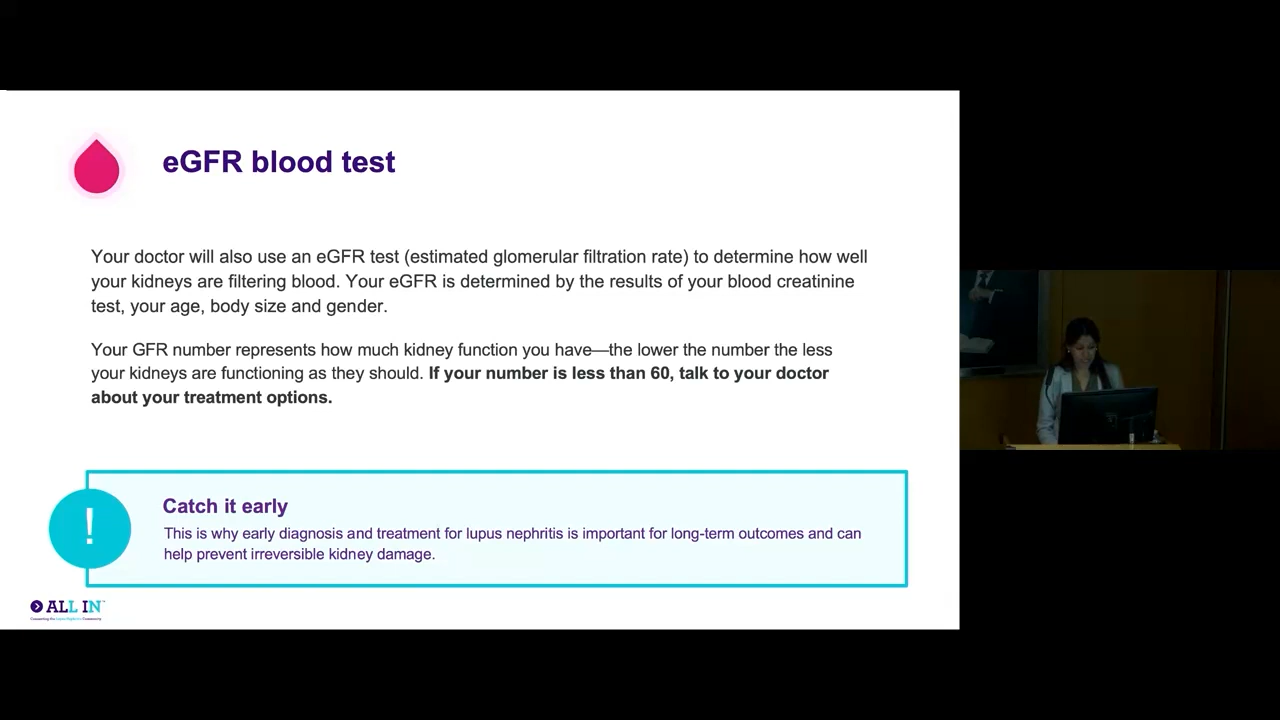 eGFR blood test
Your doctor will also use an eGFR test (estimated glomerular filtration rate) to determine how well
your kidneys are filtering blood. Your eGFR is determined by the results of your blood creatinine
test, your age, body size and gender.
Your GFR number represents how much kidney function you have—the lower the number the less
your kidneys are functioning as they should. If your number is less than 60, talk to your doctor
about your treatment options.
!
Catch it early
This is why early diagnosis and treatment for lupus nephritis is important for long-term outcomes and can
help prevent irreversible kidney damage.
ALL IN™